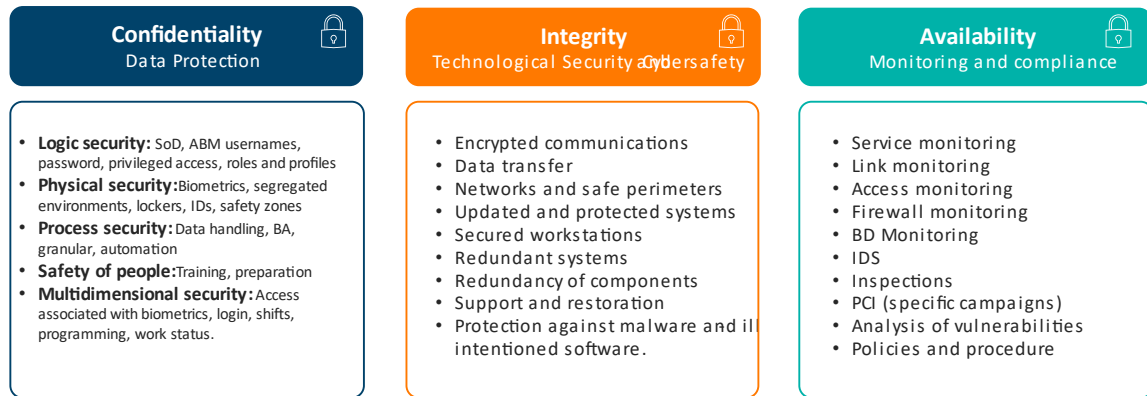 Confidentiality
Data Protection
• Logic security: SoD, ABM usernames,
password, privileged access, roles and profiles
• Physical security: Biometrics, segregated
environments, lockers, IDs, safety zones
• Process security: Data handling, BA,
granular, automation
• Safety of people: Training, preparation
• Multidimensional security: Access
associated with biometrics, login, shifts,
programming, work status.
Integrity
Technological Security and Cybersafety
• Encrypted communications
• Data transfer
• Networks and safe perimeters
• Updated and protected systems
• Secured workstations
• Redundant systems
• Redundancy of components
• Support and restoration
• Protection against malware and ill-
intentioned software.
Availability
Monitoring and compliance
• Service monitoring
• Link monitoring
• Access monitoring
• Firewall monitoring
• BD Monitoring
• IDS
• Inspections
• PCI (specific campaigns)
• Analysis of vulnerabilities
• Policies and procedure